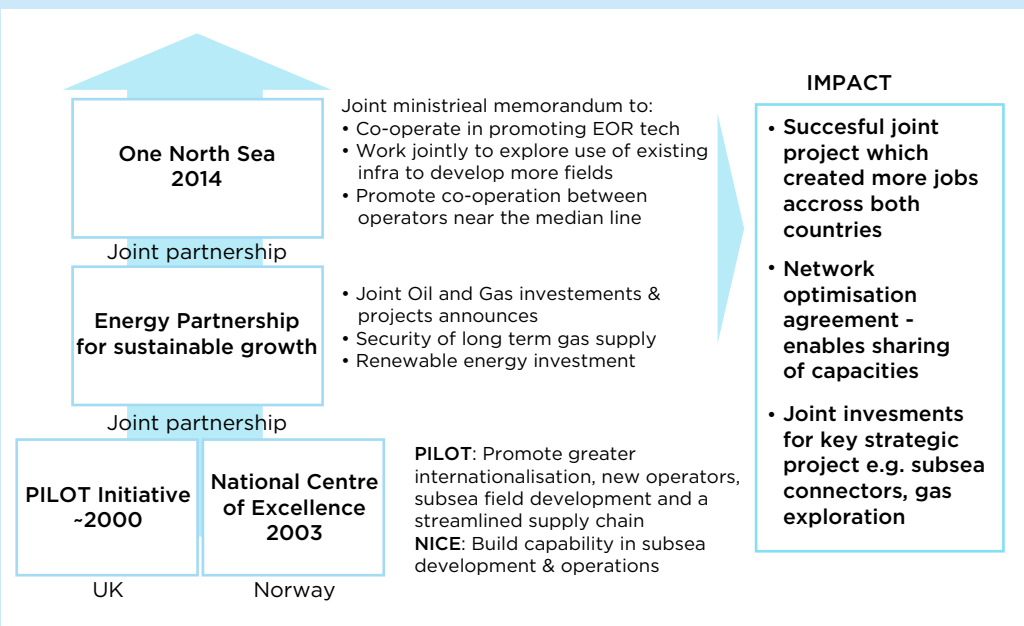 One North Sea
2014
Joint ministrieal memorandum to:
• Co-operate in promoting EOR tech
• Work jointly to explore use of existing
infra to develop more fields
• Promote co-operation between
operators near the median line
Joint partnership
Energy Partnership
for sustainable growth
• Joint Oil and Gas investements &
projects announces
• Security of long term gas supply
• Renewable energy investment
Joint partnership
PILOT Initiative
~2000
UK
National Centre
of Excellence
2003
Norway
PILOT: Promote greater
internationalisation, new operators,
subsea field development and a
streamlined supply chain
NICE: Build capability in subsea
development & operations
IMPACT
• Succesful joint
project which
created more jobs
accross both
countries
• Network
optimisation
agreement -
enables sharing
of capacities
• Joint invesments
for key strategic
project e.g. subsea
connectors, gas
exploration